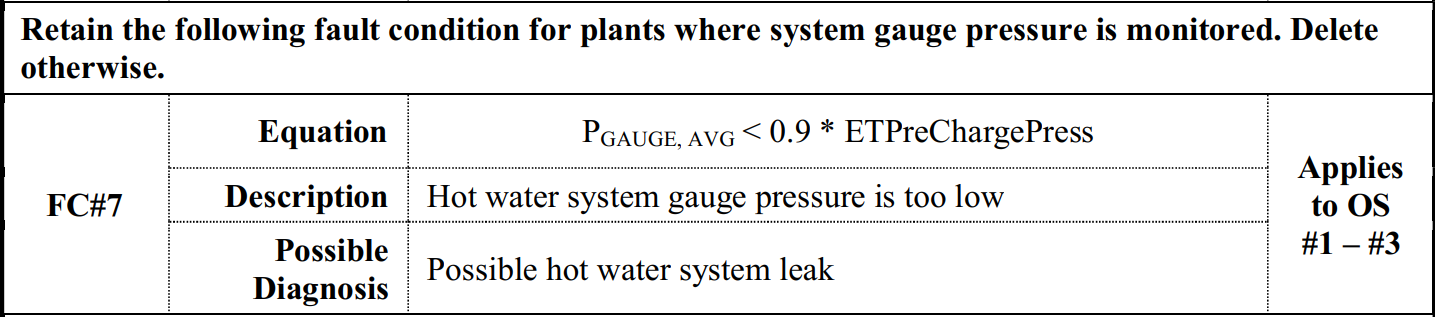 Retain the following fault condition for plants where system gauge pressure is monitored. Delete
otherwise.
FC#7
Equation
PGAUGE, AVG < 0.9 * ETPreChargePress
Description
Hot water system gauge pressure is too low
Possible
Diagnosis
Possible hot water system leak
Applies
to OS
#1 – #3